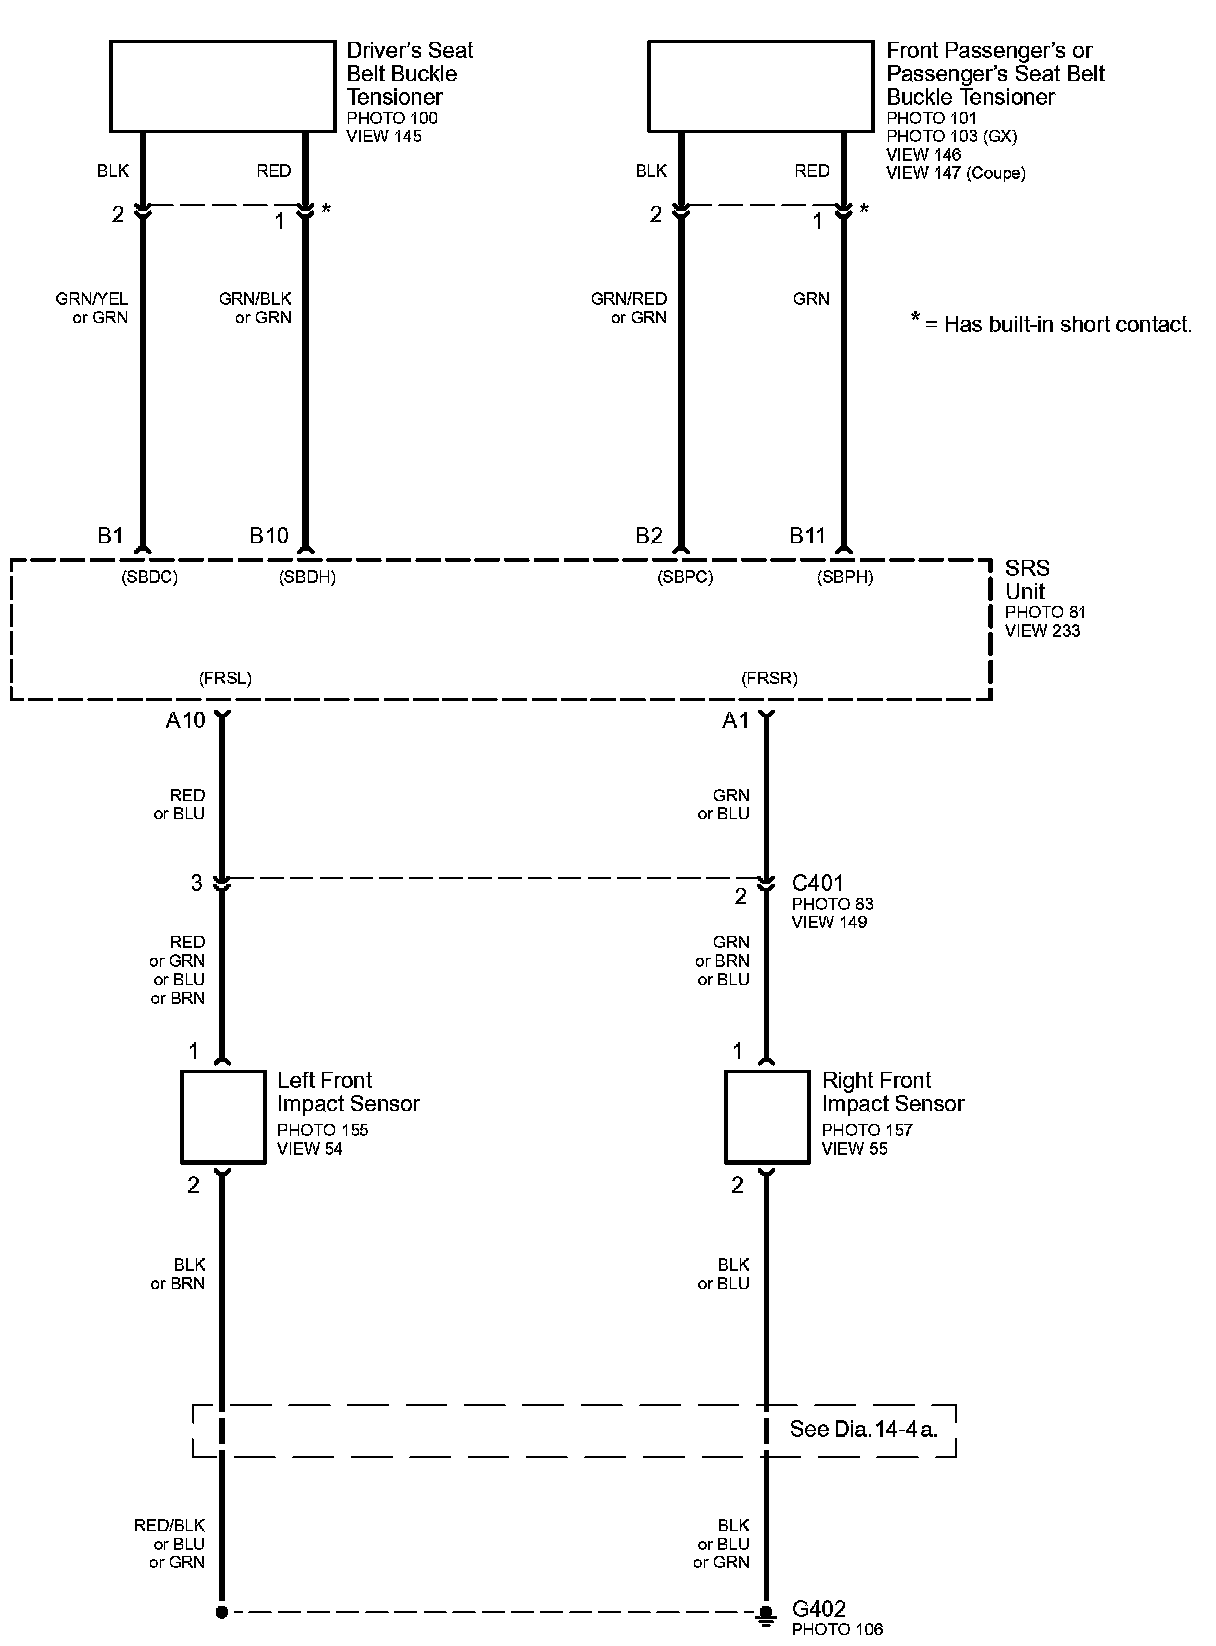 Driver's Seat
Belt Buckle
Tensioner
PHOTO 100
VIEW 145
Front Passenger's or
Passenger's Seat Belt
Buckle Tensioner
PHOTO 101
PHOTO 103 (GX)
VIEW 146
VIEW 147 (Coupe)
BLK
RED
BLK
RED
2
1
*
2
1
*
GRN/YEL
or GRN
GRN/BLK
or GRN
GRN/RED
or GRN
GRN
* = Has built-in short contact.
B1
B10
B2
B11
(SBDC)
(SBDH)
(SBPC)
(SBPH)
SRS
Unit
PHOTO 81
VIEW 233
(FRSL)
(FRSR)
A10
A1
RED
or BLU
GRN
or BLU
3
2
C401
PHOTO 83
VIEW 149
RED
or GRN
or BLU
or BRN
GRN
or BRN
or BLU
1
1
Left Front
Impact Sensor
PHOTO 155
VIEW 54
Right Front
Impact Sensor
PHOTO 157
VIEW 55
2
2
BLK
or BRN
BLK
or BLU
See Dia. 14-4a.
RED/BLK
or BLU
or GRN
BLK
or BLU
or GRN
G402
PHOTO 106